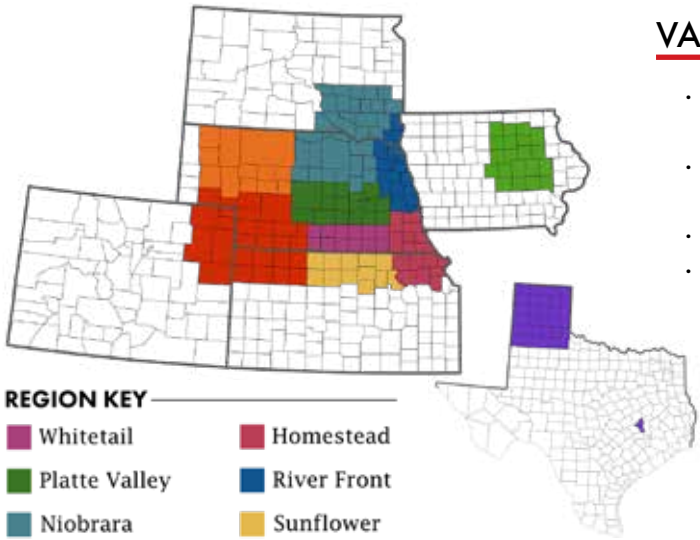 VA
.
.
.
.
REGION KEY
Whitetail
Homestead
Platte Valley
River Front
Niobrara
Sunflower